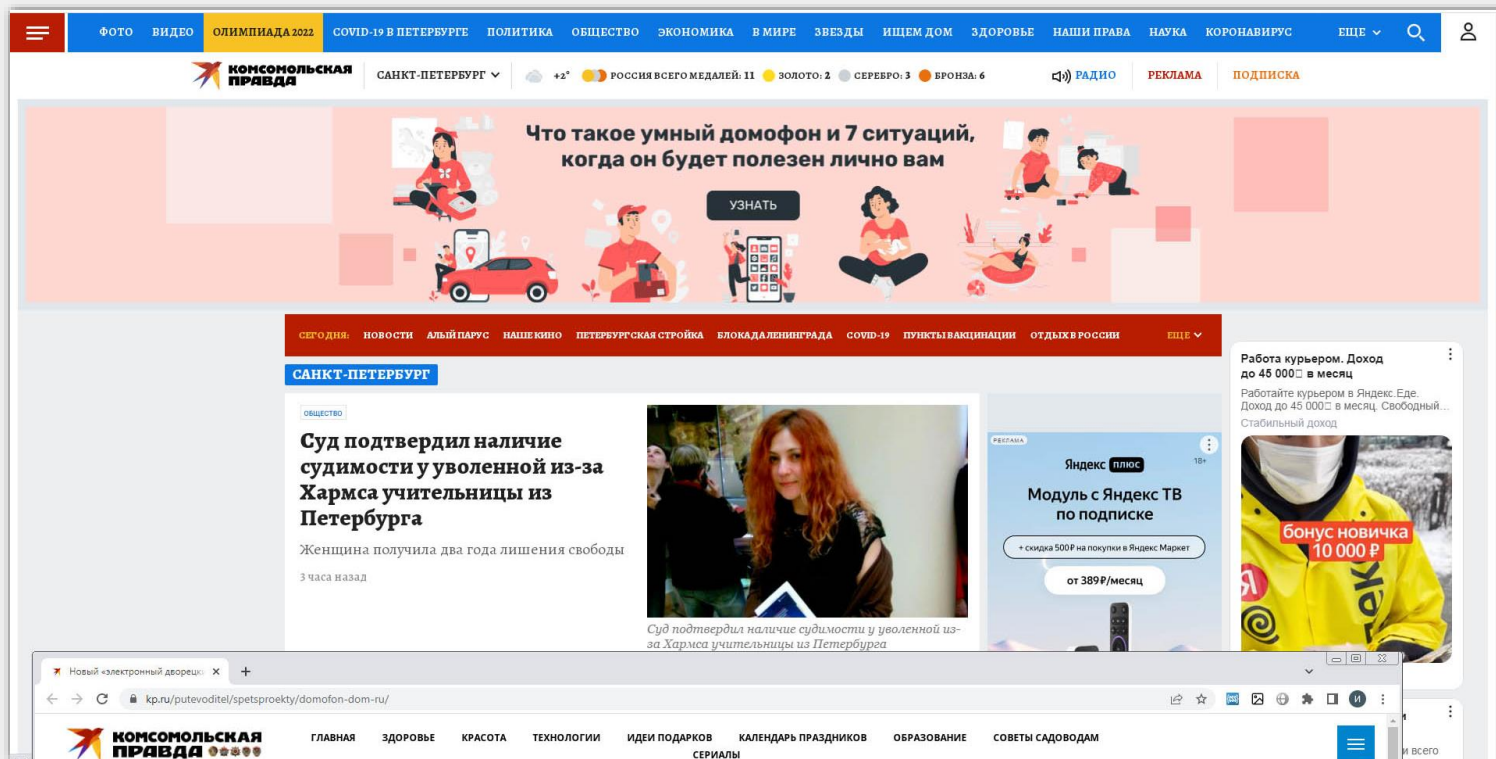 ФОТО ВИДЕО ОЛИМПИАДА 2022 COVID-19 В ПЕТЕРБУРГЕ ПОЛИТИКА ОБЩЕСТВО ЭКОНОМИКА В МИРЕ ЗВЕЗДЫ ИЩЕМ ДОМ ЗДОРОВЬЕ НАШИ ПРАВА НАУКА КОРОНАВИРУС ЕЩЕ
КОМСОМОЛЬСКАЯ
ПРАВДА
САНКТ-ПЕТЕРБУРГ +2° РОССИЯ ВСЕГО МЕДАЛЕЙ: 11 ЗОЛОТО: 2 СЕРЕБРО: 3 БРОНЗА: 6 РАДИО РЕКЛАМА ПОДПИСКА
Что такое умный домофон и 7 ситуаций,
когда он будет полезен лично вам
УЗНАТЬ
СЕГОДНЯ: НОВОСТИ АЛЫЙ ПАРУС НАШЕ КИНО ПЕТЕРБУРГСКАЯ СТРОЙКА БЛОКАДА ЛЕНИНГРАДА COVID-19 ПУНКТЫ ВАКЦИНАЦИИ ОТДЫХ В РОССИИ ЕЩЕ
САНКТ-ПЕТЕРБУРГ
ОБЩЕСТВО
Суд подтвердил наличие
судимости у уволенной из-за
Хармса учительницы из
Петербурга
Женщина получила два года лишения свободы
3 часа назад
Суд подтвердил наличие судимости у уволенной из-
за Хармса учительницы из Петербурга
РЕКЛАМА
Яндекс плюс 18+
Модуль с Яндекс ТВ
по подписке
+ скидка 500 ₽ на покупки в Яндекс Маркет
от 389 ₽/месяц
Работа курьером. Доход
до 45 000□ в месяц
Работайте курьером в Яндекс.Еде.
Доход до 45 000□ в месяц. Свободный...
Стабильный доход
бонус новичка
10 000 ₽
Новый «электронный дворецк
kp.ru/putevoditel/spetsproekty/domofon-dom-ru/
И
КОМСОМОЛЬСКАЯ
ПРАВДА
ГЛАВНАЯ ЗДОРОВЬЕ КРАСОТА ТЕХНОЛОГИИ ИДЕИ ПОДАРКОВ КАЛЕНДАРЬ ПРАЗДНИКОВ ОБРАЗОВАНИЕ СОВЕТЫ САДОВОДАМ
СЕРИАЛЫ
и всего